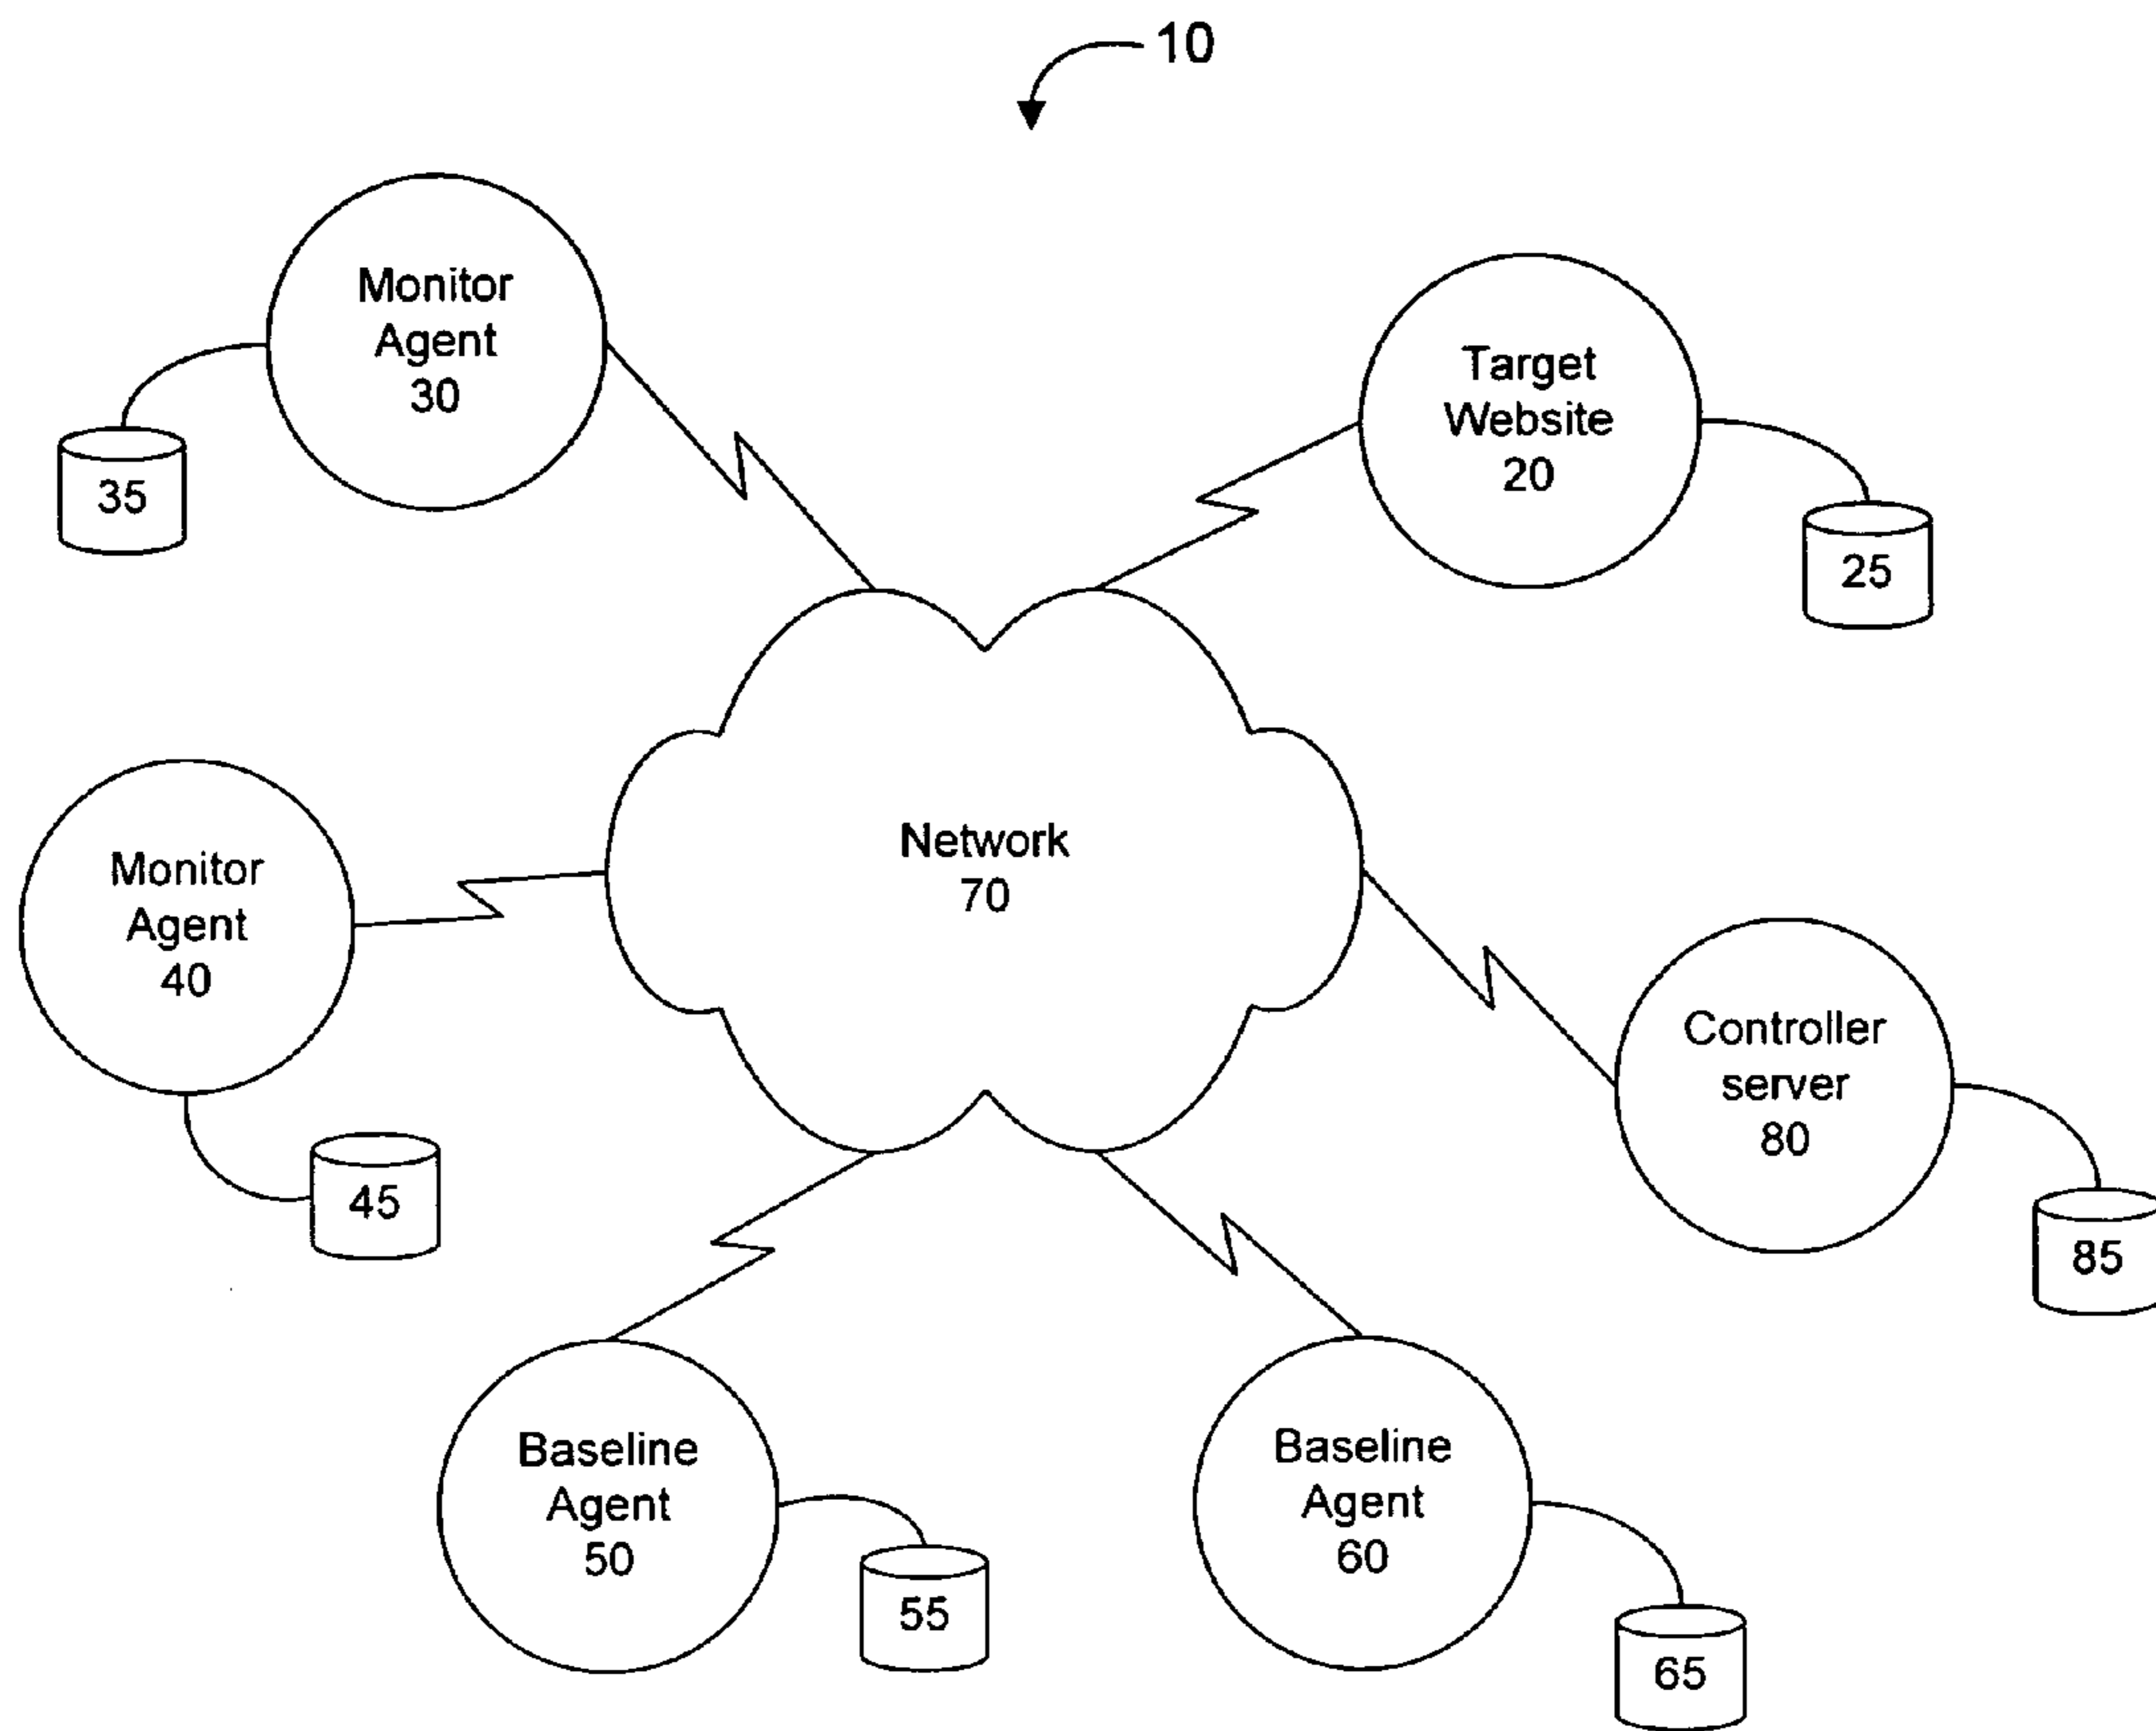 10
Monitor
Agent
30
35
Target
Website
20
25
Network
70
Monitor
Agent
40
45
Controller
server
80
85
Baseline
Agent
50
55
Baseline
Agent
60
65